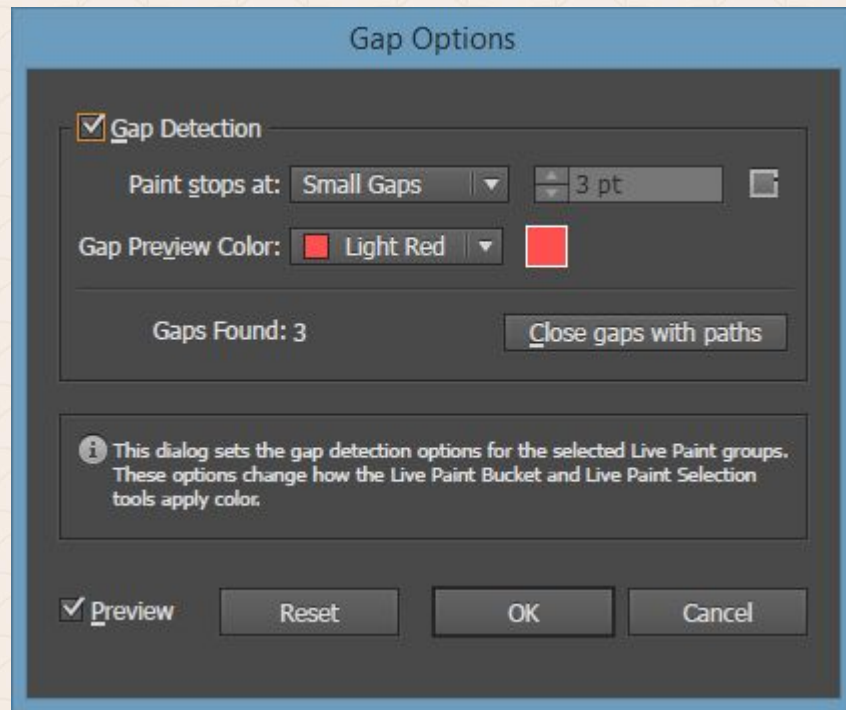 Gap Options
Gap Detection
Paint stops at: Small Gaps 3 pt
Gap Preview Color: Light Red
Gaps Found: 3 Close gaps with paths
This dialog sets the gap detection options for the selected Live Paint groups.
These options change how the Live Paint Bucket and Live Paint Selection
tools apply color.
Preview Reset OK Cancel